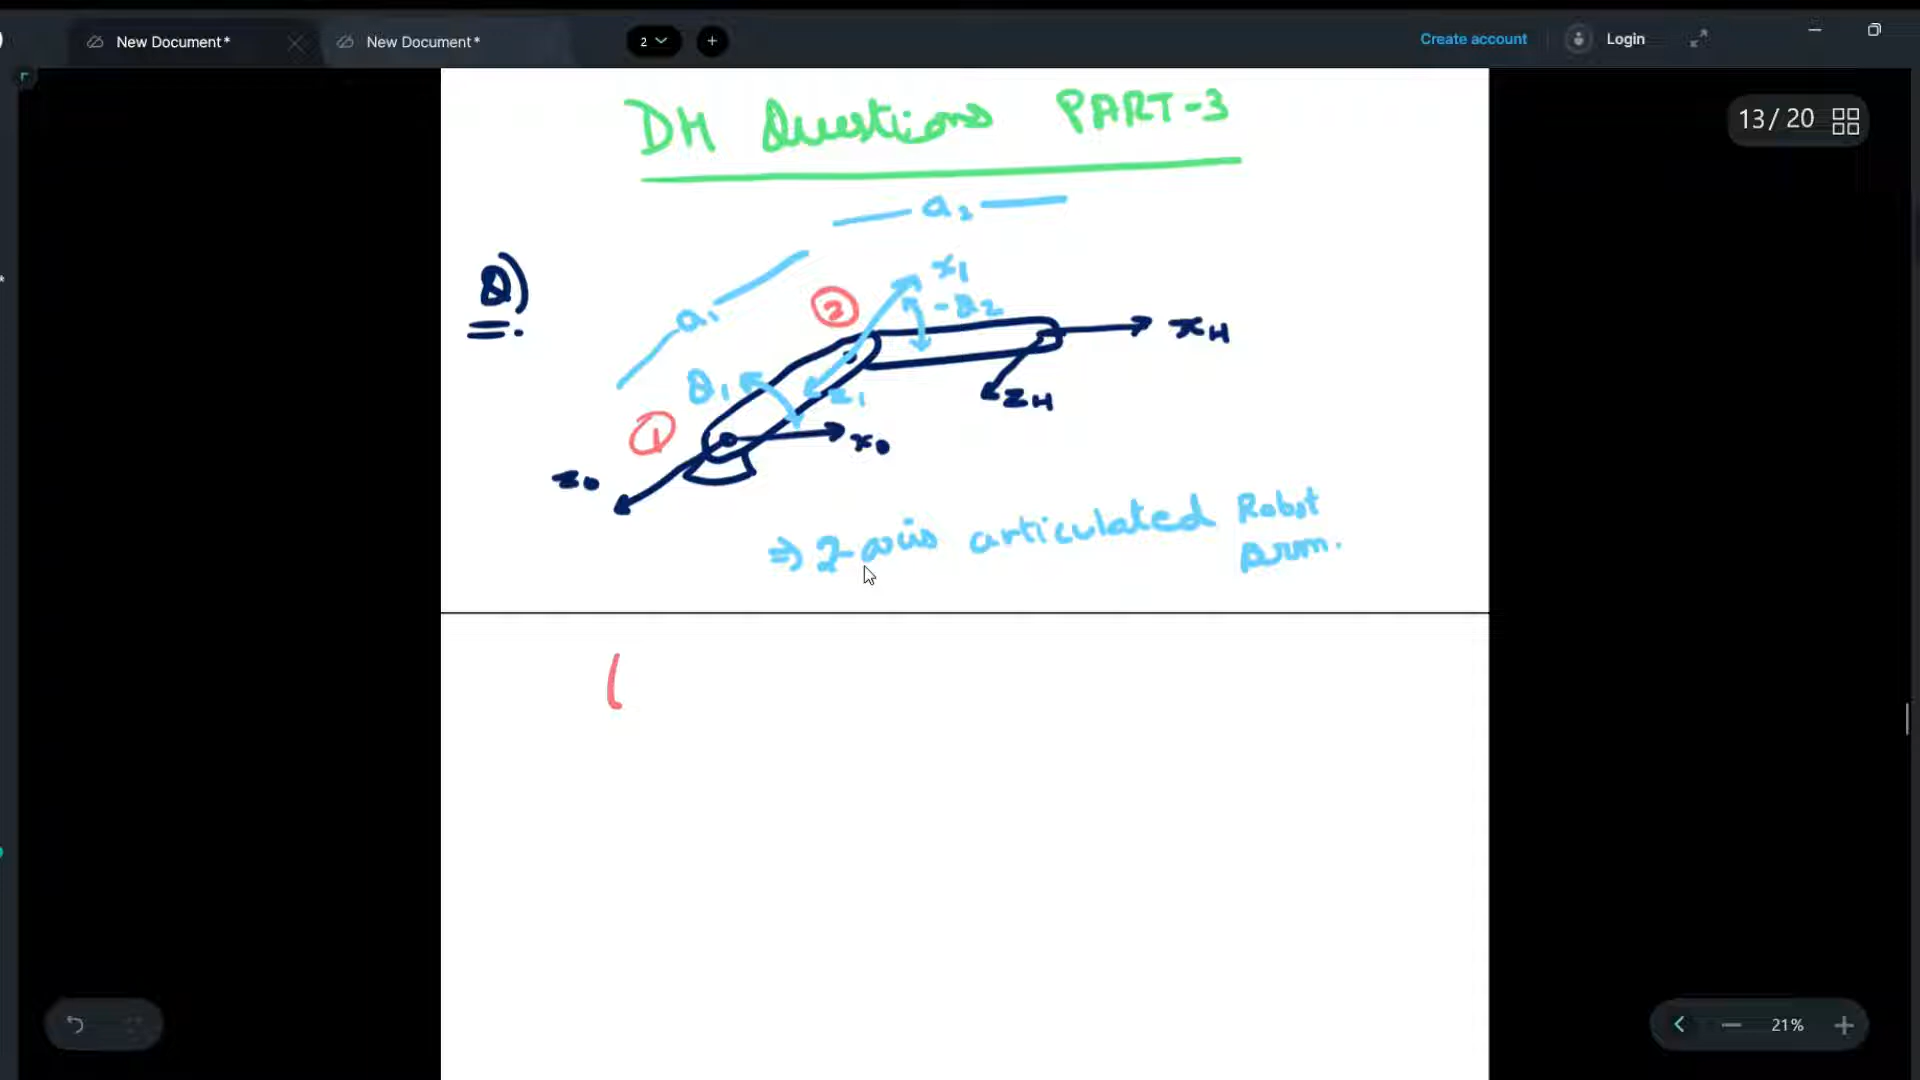 New Document*
New Document*
2
Create account
Login
13/ 20
DH Questions PART-3
a2
Q)
a1
x1
2
-θ2
xH
θ1
z1
zH
1
x0
z0
⇒ 2-axis articulated Robot
Arm.
21%